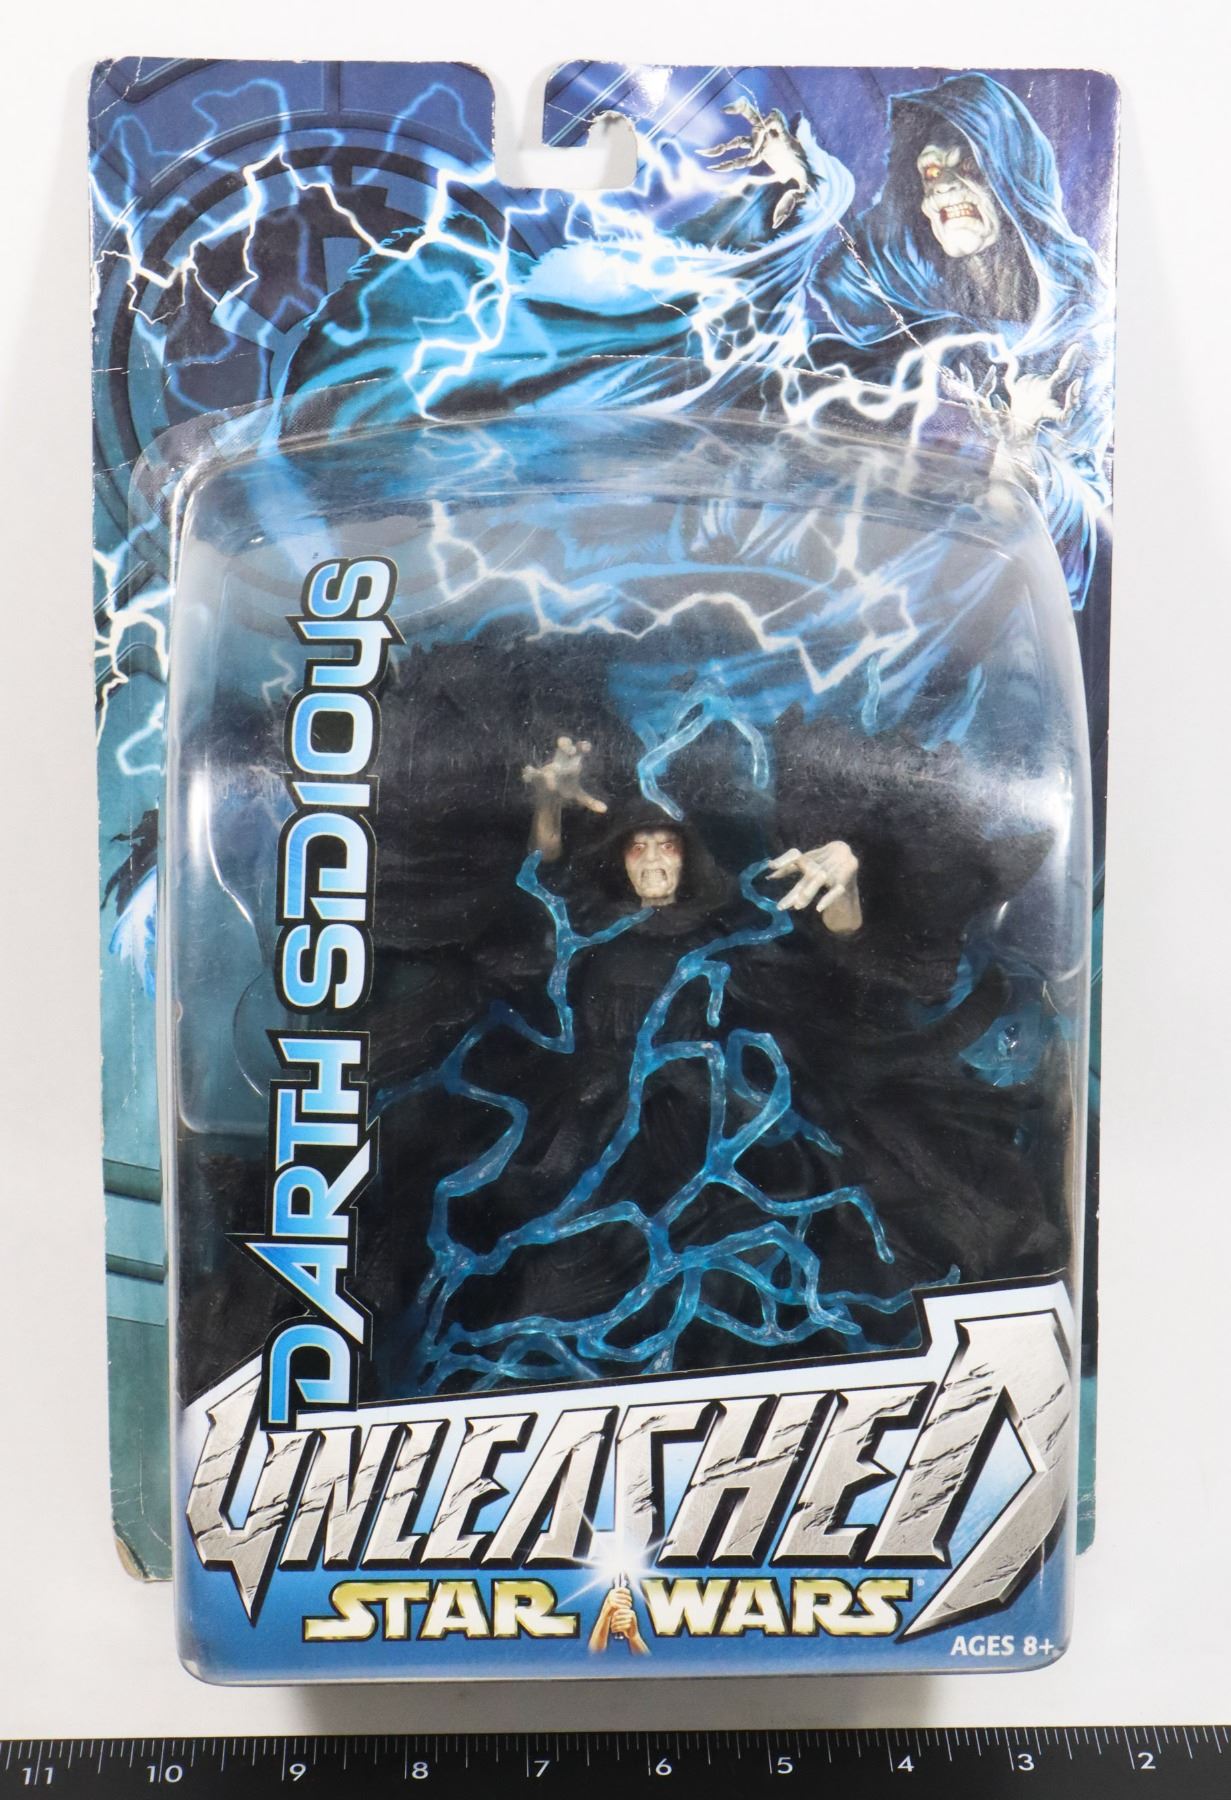 DARTH SIDIOUS
UNLEASHED
STAR WARS®
AGES 8+
11 10 9 8 7 6 5 4 3 2